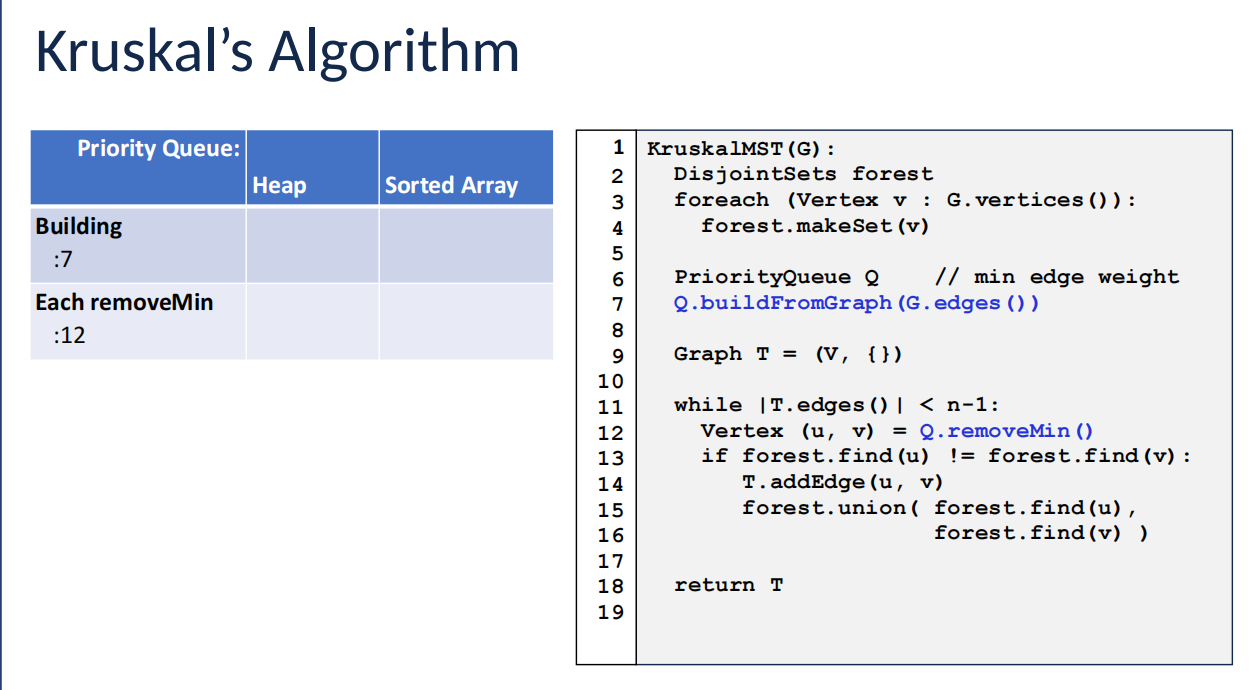 Kruskal’s Algorithm
Priority Queue:
Heap
Sorted Array
Building
:7
Each removeMin
:12
1 KruskalMST(G):
2 DisjointSets forest
3 foreach (Vertex v : G.vertices()):
4 forest.makeSet(v)
5
6 PriorityQueue Q // min edge weight
7 Q.buildFromGraph(G.edges())
8
9 Graph T = (V, {})
10
11 while |T.edges()| < n-1:
12 Vertex (u, v) = Q.removeMin()
13 if forest.find(u) != forest.find(v):
14 T.addEdge(u, v)
15 forest.union( forest.find(u),
16 forest.find(v) )
17
18 return T
19